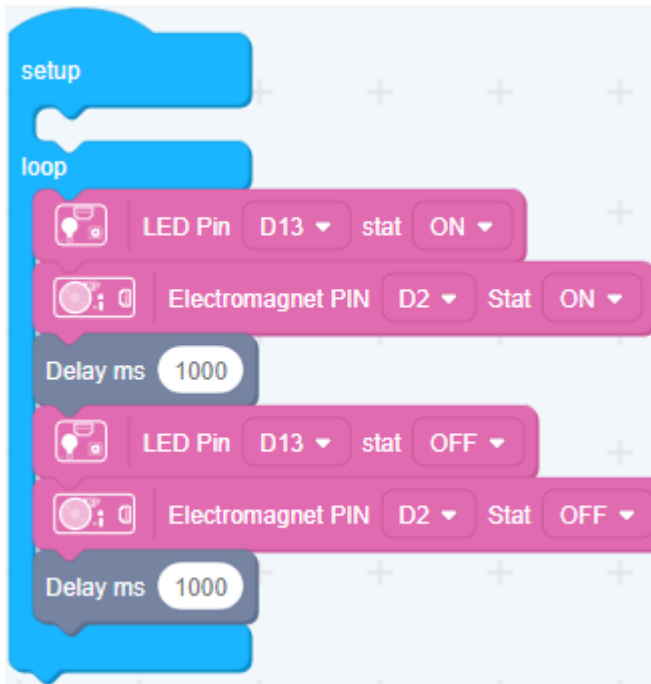 setup
loop
LED Pin D13 stat ON
Electromagnet PIN D2 Stat ON
Delay ms 1000
LED Pin D13 stat OFF
Electromagnet PIN D2 Stat OFF
Delay ms 1000